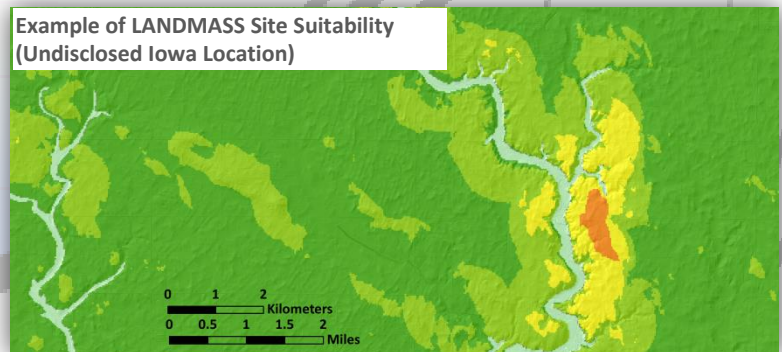 Example of LANDMASS Site Suitability
(Undisclosed Iowa Location)
0 1 2
Kilometers
0 0.5 1 1.5 2
Miles